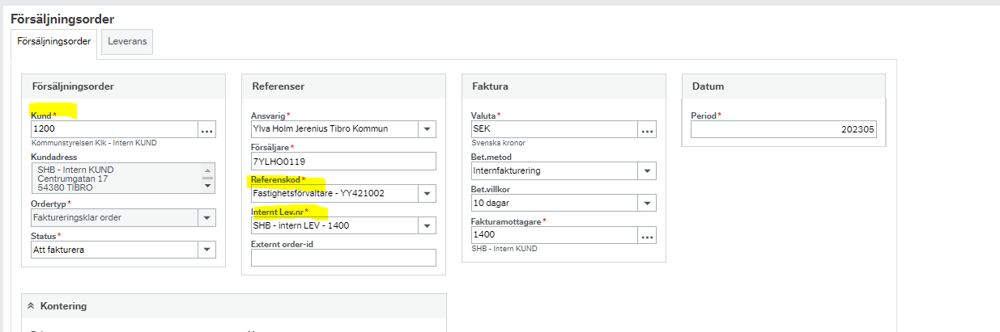 Försäljningsorder
Försäljningsorder
Leverans
Försäljningsorder
Kund*
1200
...
Kommunstyrelsen Klk - Intern KUND
Kundadress
SHB - Intern KUND
Centrumgatan 17
54380 TIBRO
Ordertyp*
Faktureringsklar order
Status*
Att fakturera
Referenser
Ansvarig*
Ylva Holm Jerenius Tibro Kommun
Försäljare*
7YLHO0119
Referenskod*
Fastighetsförvaltare - YY421002
Internt Lev.nr*
SHB - intern LEV - 1400
Externt order-id
Faktura
Valuta*
SEK
...
Svenska kronor
Bet.metod
Internfakturering
Bet.villkor
10 dagar
Fakturamottagare*
1400
...
SHB - Intern KUND
Datum
Period*
202305
Kontering